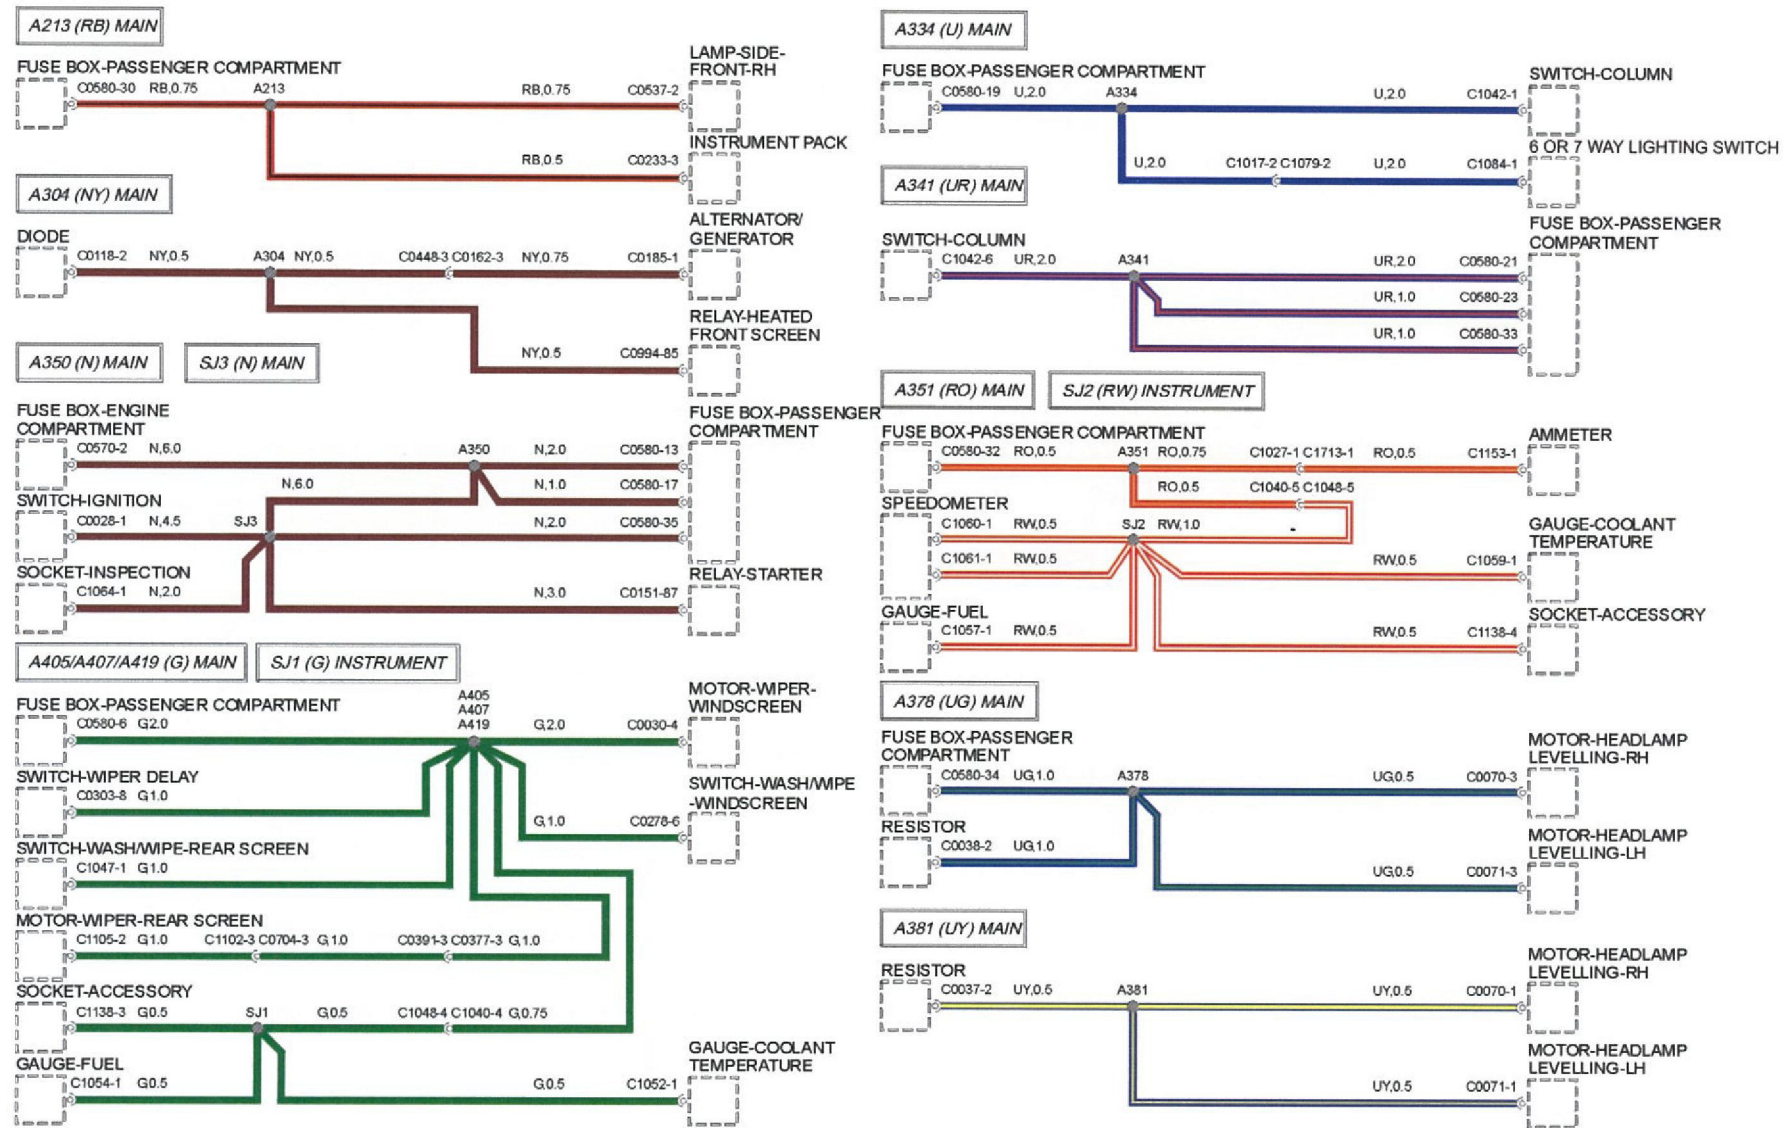 A213 (RB) MAIN
FUSE BOX-PASSENGER COMPARTMENT
C0580-30 RB,0.75 A213
RB,0.75 C0537-2
LAMP-SIDE-
FRONT-RH
RB,0.5 C0233-3
INSTRUMENT PACK
A304 (NY) MAIN
DIODE
C0118-2 NY,0.5 A304 NY,0.5 C0448-3 C0162-3 NY,0.75 C0185-1
ALTERNATOR/
GENERATOR
NY,0.5 C0994-85
RELAY-HEATED
FRONT SCREEN
A350 (N) MAIN
SJ3 (N) MAIN
FUSE BOX-ENGINE
COMPARTMENT
C0570-2 N,6.0 A350 N,2.0 C0580-13
FUSE BOX-PASSENGER
COMPARTMENT
N,6.0 N,1.0 C0580-17
SWITCH-IGNITION
C0028-1 N,4.5 SJ3 N,2.0 C0580-35
SOCKET-INSPECTION
C1064-1 N,2.0
N,3.0 C0151-87
RELAY-STARTER
A405/A407/A419 (G) MAIN
SJ1 (G) INSTRUMENT
FUSE BOX-PASSENGER COMPARTMENT
A405
A407
C0580-6 G2.0 A419 G,2.0 C0030-4
MOTOR-WIPER-
WINDSCREEN
SWITCH-WIPER DELAY
C0303-8 G1.0
SWITCH-WASH/WIPE
-WINDSCREEN
G,1.0 C0278-6
SWITCH-WASH/WIPE-REAR SCREEN
C1047-1 G1.0
MOTOR-WIPER-REAR SCREEN
C1105-2 G1.0 C1102-3 C0704-3 G,1.0 C0391-3 C0377-3 G,1.0
SOCKET-ACCESSORY
C1138-3 G0.5 SJ1 G,0.5 C1048-4 C1040-4 G,0.75
GAUGE-FUEL
C1054-1 G0.5
G,0.5 C1052-1
GAUGE-COOLANT
TEMPERATURE
A334 (U) MAIN
FUSE BOX-PASSENGER COMPARTMENT
C0580-19 U,2.0 A334 U,2.0 C1042-1
SWITCH-COLUMN
U,2.0 C1017-2 C1079-2 U,2.0 C1084-1
6 OR 7 WAY LIGHTING SWITCH
A341 (UR) MAIN
SWITCH-COLUMN
C1042-6 UR,2.0 A341 UR,2.0 C0580-21
FUSE BOX-PASSENGER
COMPARTMENT
UR,1.0 C0580-23
UR,1.0 C0580-33
A351 (RO) MAIN
SJ2 (RW) INSTRUMENT
FUSE BOX-PASSENGER COMPARTMENT
C0580-32 RO,0.5 A351 RO,0.75 C1027-1 C1713-1 RO,0.5 C1153-1
AMMETER
RO,0.5 C1040-5 C1048-5
SPEEDOMETER
C1060-1 RW,0.5 SJ2 RW,1.0
C1061-1 RW,0.5
RW,0.5 C1059-1
GAUGE-COOLANT
TEMPERATURE
GAUGE-FUEL
C1057-1 RW,0.5
RW,0.5 C1138-4
SOCKET-ACCESSORY
A378 (UG) MAIN
FUSE BOX-PASSENGER
COMPARTMENT
C0580-34 UG,1.0 A378 UG,0.5 C0070-3
MOTOR-HEADLAMP
LEVELLING-RH
RESISTOR
C0038-2 UG,1.0
UG,0.5 C0071-3
MOTOR-HEADLAMP
LEVELLING-LH
A381 (UY) MAIN
RESISTOR
C0037-2 UY,0.5 A381 UY,0.5 C0070-1
MOTOR-HEADLAMP
LEVELLING-RH
UY,0.5 C0071-1
MOTOR-HEADLAMP
LEVELLING-LH